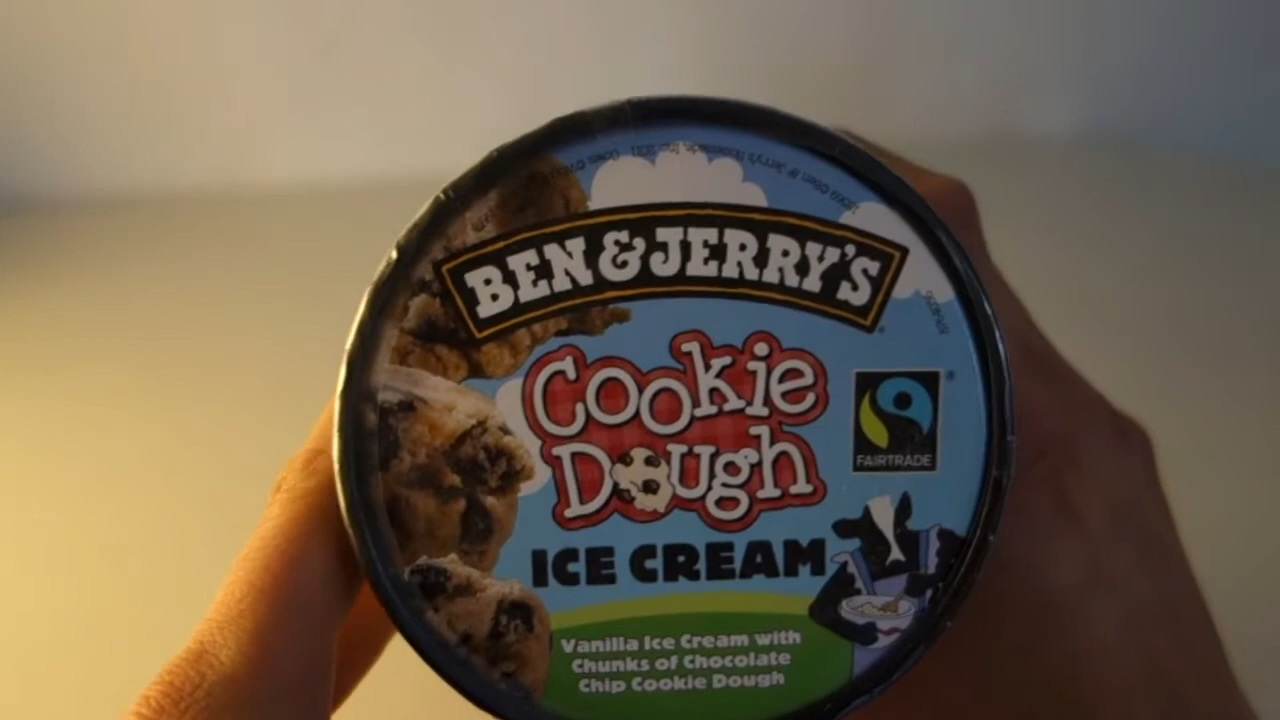 BEN & JERRY'S
Cookie
Dough
FAIRTRADE
ICE CREAM
Vanilla Ice Cream with
Chunks of Chocolate
Chip Cookie Dough